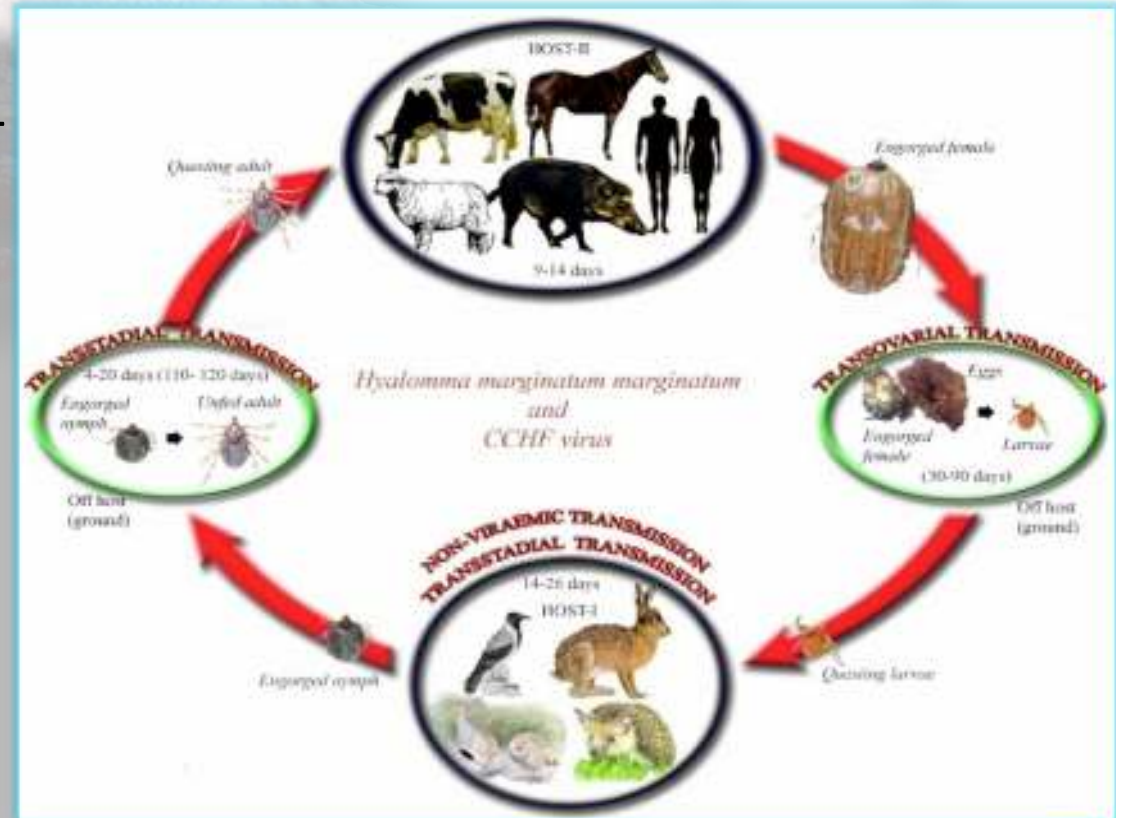 HOST-II
9-14 days
Questing adult
Engorged female
TRANSSTADIAL TRANSMISSION
4-20 days (110- 120 days)
Engorged
nymph
Unfed adult
Off host
(ground)
Hyalomma marginatum marginatum
and
CCHF virus
TRANSOVARIAL TRANSMISSION
Eggs
Engorged
female
Larvae
(30-90 days)
Off host
(ground)
NON-VIRAEMIC TRANSMISSION
TRANSSTADIAL TRANSMISSION
14-26 days
HOST-I
Engorged nymph
Questing larvae